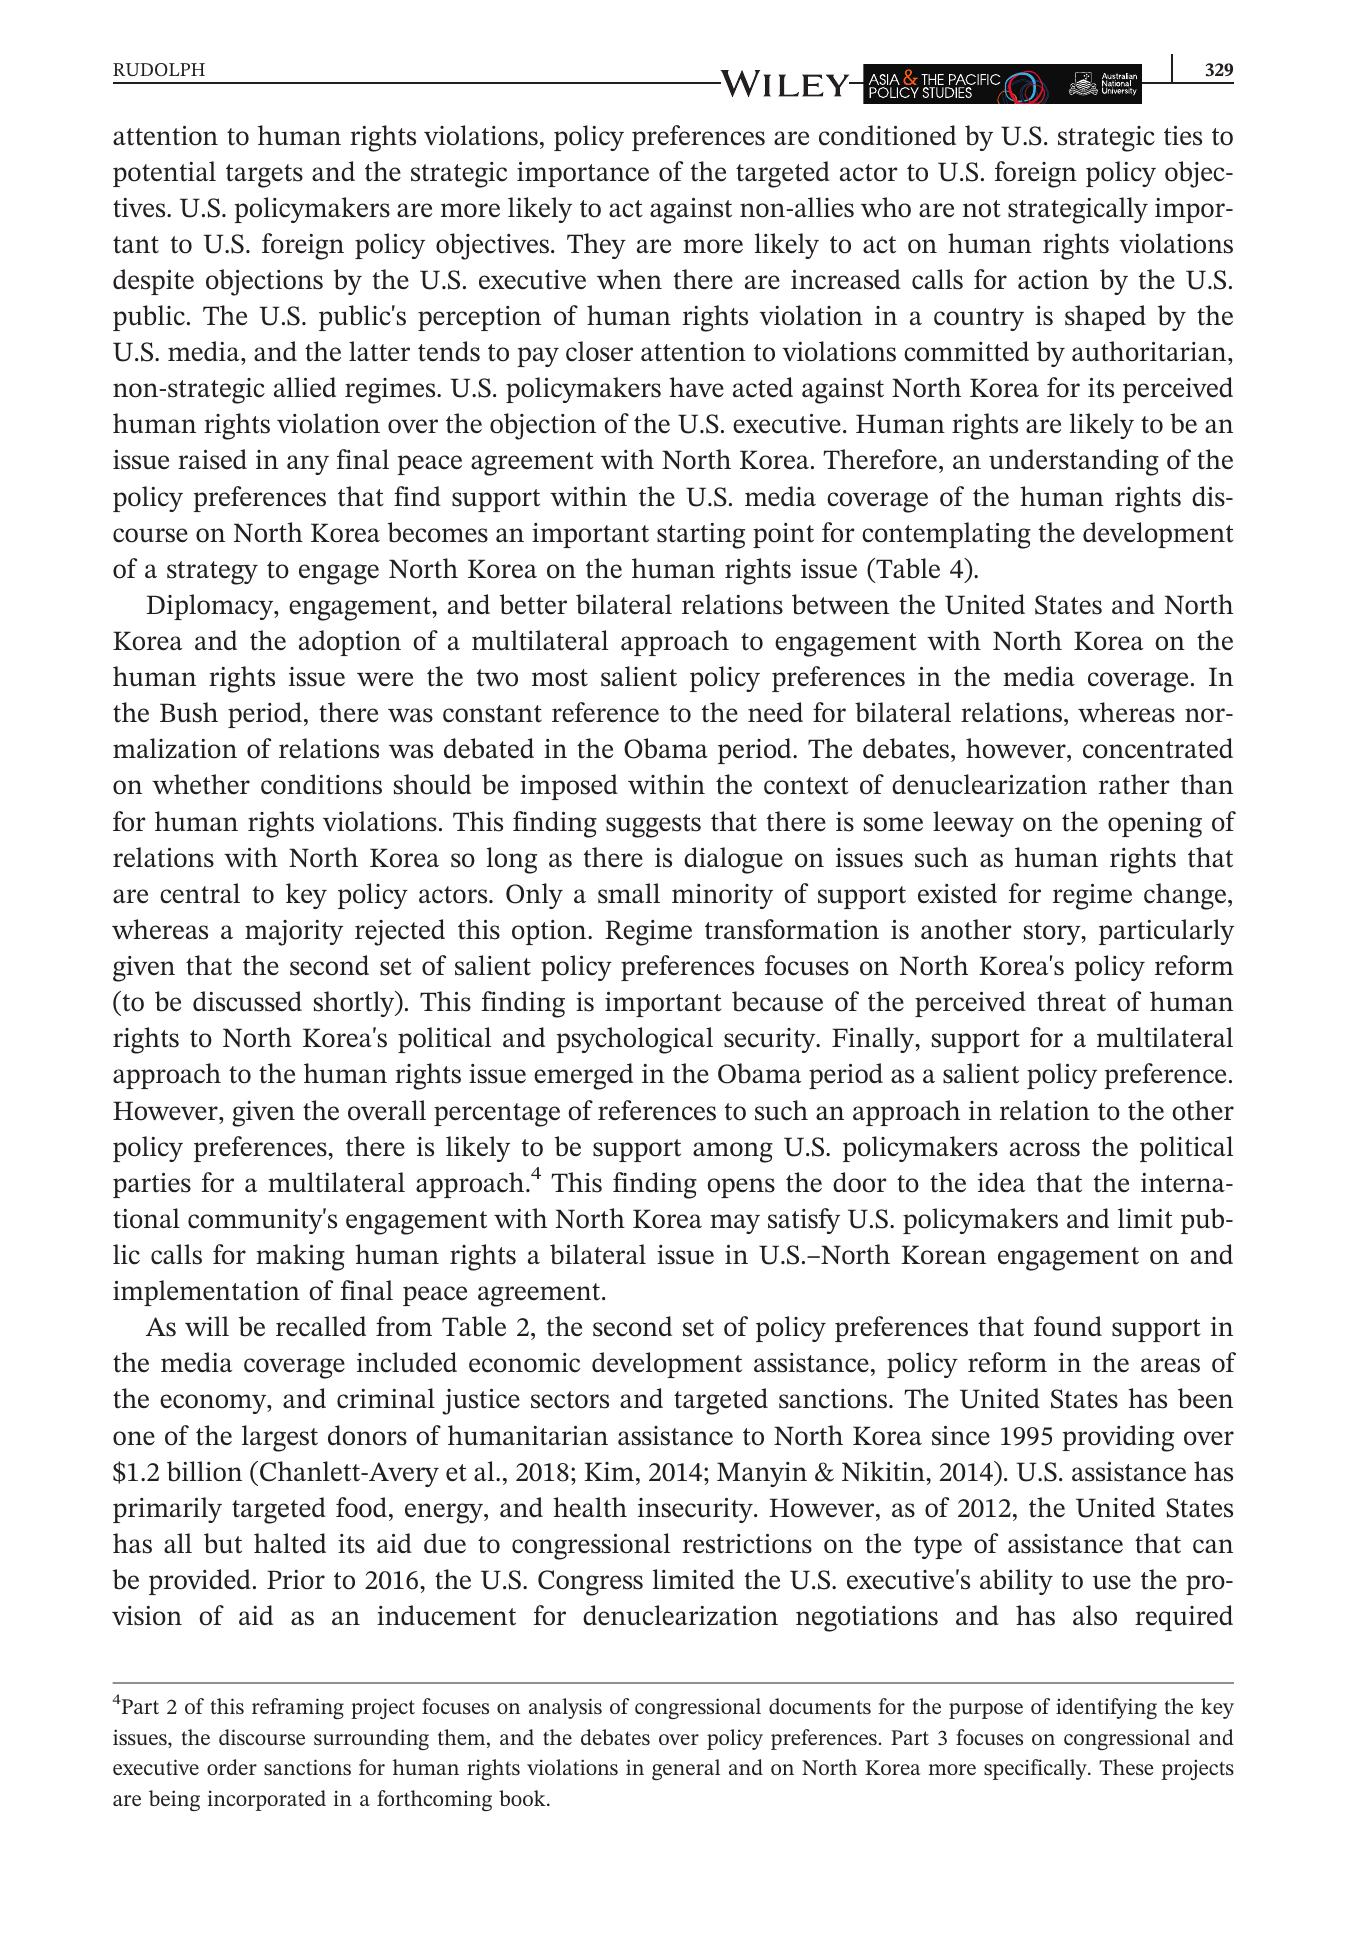 RUDOLPH
WILEY
ASIA & THE PACIFIC
POLICY STUDIES
Australian
National
University
329
attention to human rights violations, policy preferences are conditioned by U.S. strategic ties to
potential targets and the strategic importance of the targeted actor to U.S. foreign policy objec-
tives. U.S. policymakers are more likely to act against non-allies who are not strategically impor-
tant to U.S. foreign policy objectives. They are more likely to act on human rights violations
despite objections by the U.S. executive when there are increased calls for action by the U.S.
public. The U.S. public's perception of human rights violation in a country is shaped by the
U.S. media, and the latter tends to pay closer attention to violations committed by authoritarian,
non-strategic allied regimes. U.S. policymakers have acted against North Korea for its perceived
human rights violation over the objection of the U.S. executive. Human rights are likely to be an
issue raised in any final peace agreement with North Korea. Therefore, an understanding of the
policy preferences that find support within the U.S. media coverage of the human rights dis-
course on North Korea becomes an important starting point for contemplating the development
of a strategy to engage North Korea on the human rights issue (Table 4).
Diplomacy, engagement, and better bilateral relations between the United States and North
Korea and the adoption of a multilateral approach to engagement with North Korea on the
human rights issue were the two most salient policy preferences in the media coverage. In
the Bush period, there was constant reference to the need for bilateral relations, whereas nor-
malization of relations was debated in the Obama period. The debates, however, concentrated
on whether conditions should be imposed within the context of denuclearization rather than
for human rights violations. This finding suggests that there is some leeway on the opening of
relations with North Korea so long as there is dialogue on issues such as human rights that
are central to key policy actors. Only a small minority of support existed for regime change,
whereas a majority rejected this option. Regime transformation is another story, particularly
given that the second set of salient policy preferences focuses on North Korea's policy reform
(to be discussed shortly). This finding is important because of the perceived threat of human
rights to North Korea's political and psychological security. Finally, support for a multilateral
approach to the human rights issue emerged in the Obama period as a salient policy preference.
However, given the overall percentage of references to such an approach in relation to the other
policy preferences, there is likely to be support among U.S. policymakers across the political
parties for a multilateral approach.4 This finding opens the door to the idea that the interna-
tional community's engagement with North Korea may satisfy U.S. policymakers and limit pub-
lic calls for making human rights a bilateral issue in U.S.–North Korean engagement on and
implementation of final peace agreement.
As will be recalled from Table 2, the second set of policy preferences that found support in
the media coverage included economic development assistance, policy reform in the areas of
the economy, and criminal justice sectors and targeted sanctions. The United States has been
one of the largest donors of humanitarian assistance to North Korea since 1995 providing over
$1.2 billion (Chanlett-Avery et al., 2018; Kim, 2014; Manyin & Nikitin, 2014). U.S. assistance has
primarily targeted food, energy, and health insecurity. However, as of 2012, the United States
has all but halted its aid due to congressional restrictions on the type of assistance that can
be provided. Prior to 2016, the U.S. Congress limited the U.S. executive's ability to use the pro-
vision of aid as an inducement for denuclearization negotiations and has also required
4Part 2 of this reframing project focuses on analysis of congressional documents for the purpose of identifying the key
issues, the discourse surrounding them, and the debates over policy preferences. Part 3 focuses on congressional and
executive order sanctions for human rights violations in general and on North Korea more specifically. These projects
are being incorporated in a forthcoming book.